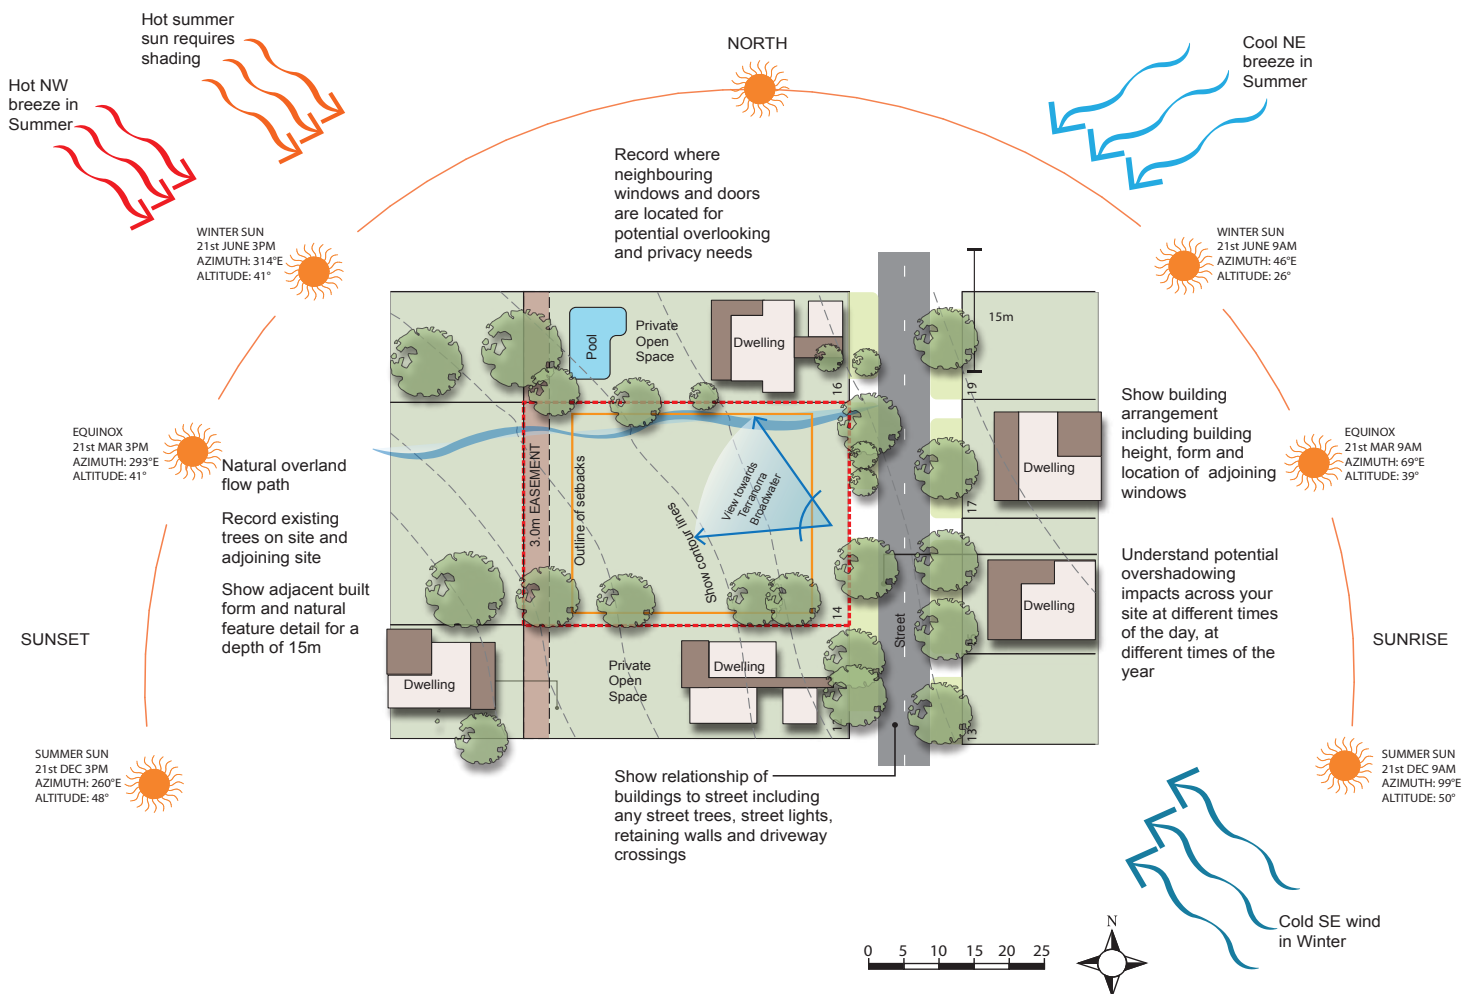 Hot summer
sun requires
shading
Hot NW
breeze in
Summer
NORTH
Cool NE
breeze in
Summer
Record where
neighbouring
windows and doors
are located for
potential overlooking
and privacy needs
WINTER SUN
21st JUNE 3PM
AZIMUTH: 314°E
ALTITUDE: 41°
WINTER SUN
21st JUNE 9AM
AZIMUTH: 46°E
ALTITUDE: 26°
15m
Pool
Private
Open
Space
Dwelling
16
19
EQUINOX
21st MAR 3PM
AZIMUTH: 293°E
ALTITUDE: 41°
Natural overland
flow path
Record existing
trees on site and
adjoining site
Show adjacent built
form and natural
feature detail for a
depth of 15m
3.0m EASEMENT
Outline of setbacks
Show contour lines
View towards
Terranorra
Broadwater
14
Street
Dwelling
17
Dwelling
Show building
arrangement
including building
height, form and
location of adjoining
windows
EQUINOX
21st MAR 9AM
AZIMUTH: 69°E
ALTITUDE: 39°
Understand potential
overshadowing
impacts across your
site at different times
of the day, at
different times of the
year
SUNSET
SUNRISE
Dwelling
Private
Open
Space
Dwelling
13
SUMMER SUN
21st DEC 3PM
AZIMUTH: 260°E
ALTITUDE: 48°
SUMMER SUN
21st DEC 9AM
AZIMUTH: 99°E
ALTITUDE: 50°
Show relationship of
buildings to street including
any street trees, street lights,
retaining walls and driveway
crossings
Cold SE wind
in Winter
N
0 5 10 15 20 25